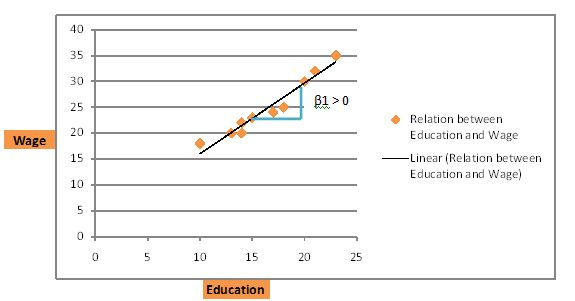 40
35
30
25
20
15
10
5
0
0 5 10 15 20 25
Wage
Education
β1 > 0
Relation between
Education and Wage
Linear (Relation between
Education and Wage)